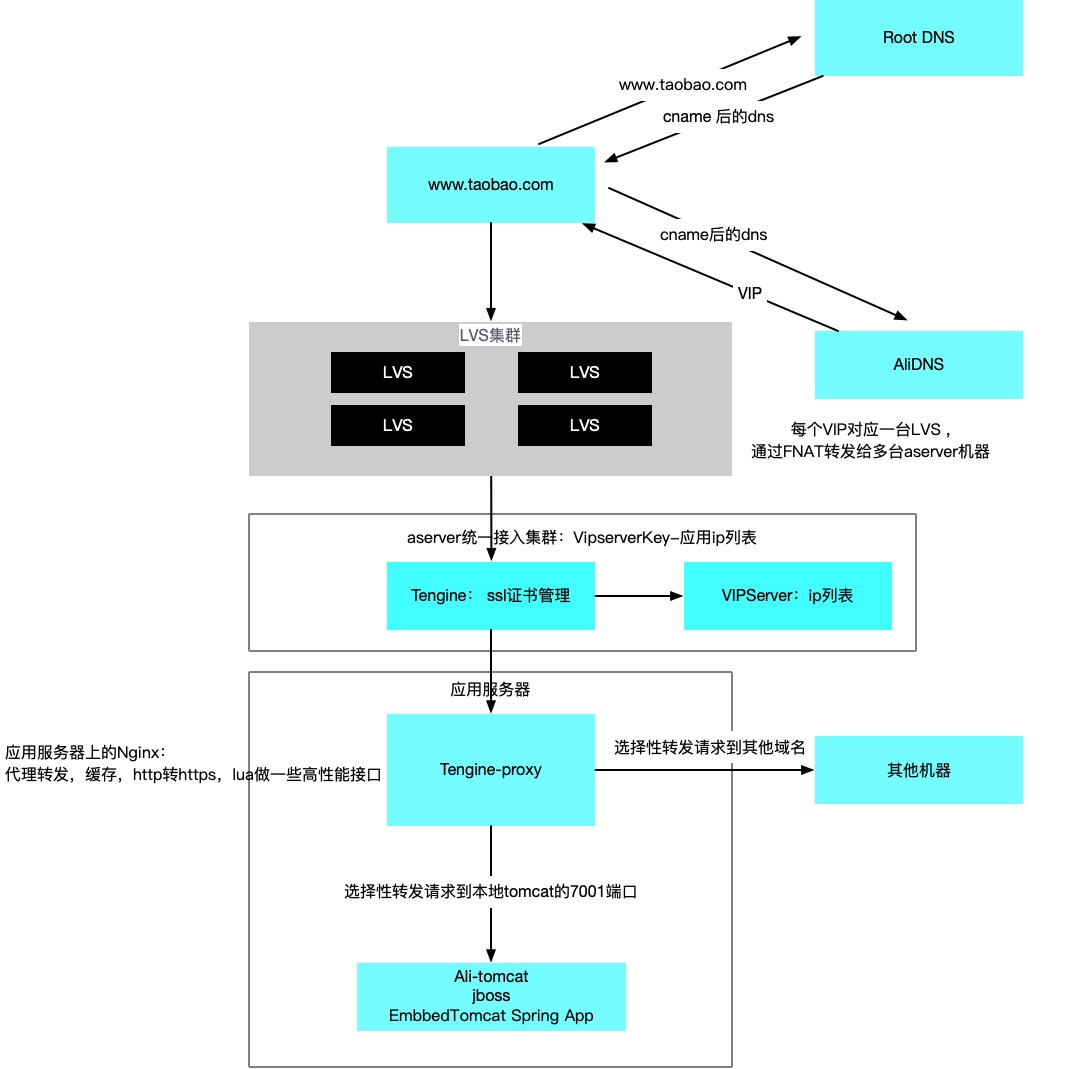 Root DNS
www.taobao.com
cname 后的dns
www.taobao.com
cname后的dns
VIP
LVS集群
LVS
LVS
LVS
LVS
AliDNS
每个VIP对应一台LVS ，
通过FNAT转发给多台aserver机器
aserver统一接入集群：VipserverKey-应用ip列表
Tengine： ssl证书管理
VIPServer：ip列表
应用服务器
应用服务器上的Nginx：
代理转发，缓存，http转https，lua做一些高性能接口
Tengine-proxy
选择性转发请求到其他域名
其他机器
选择性转发请求到本地tomcat的7001端口
Ali-tomcat
jboss
EmbbedTomcat Spring App